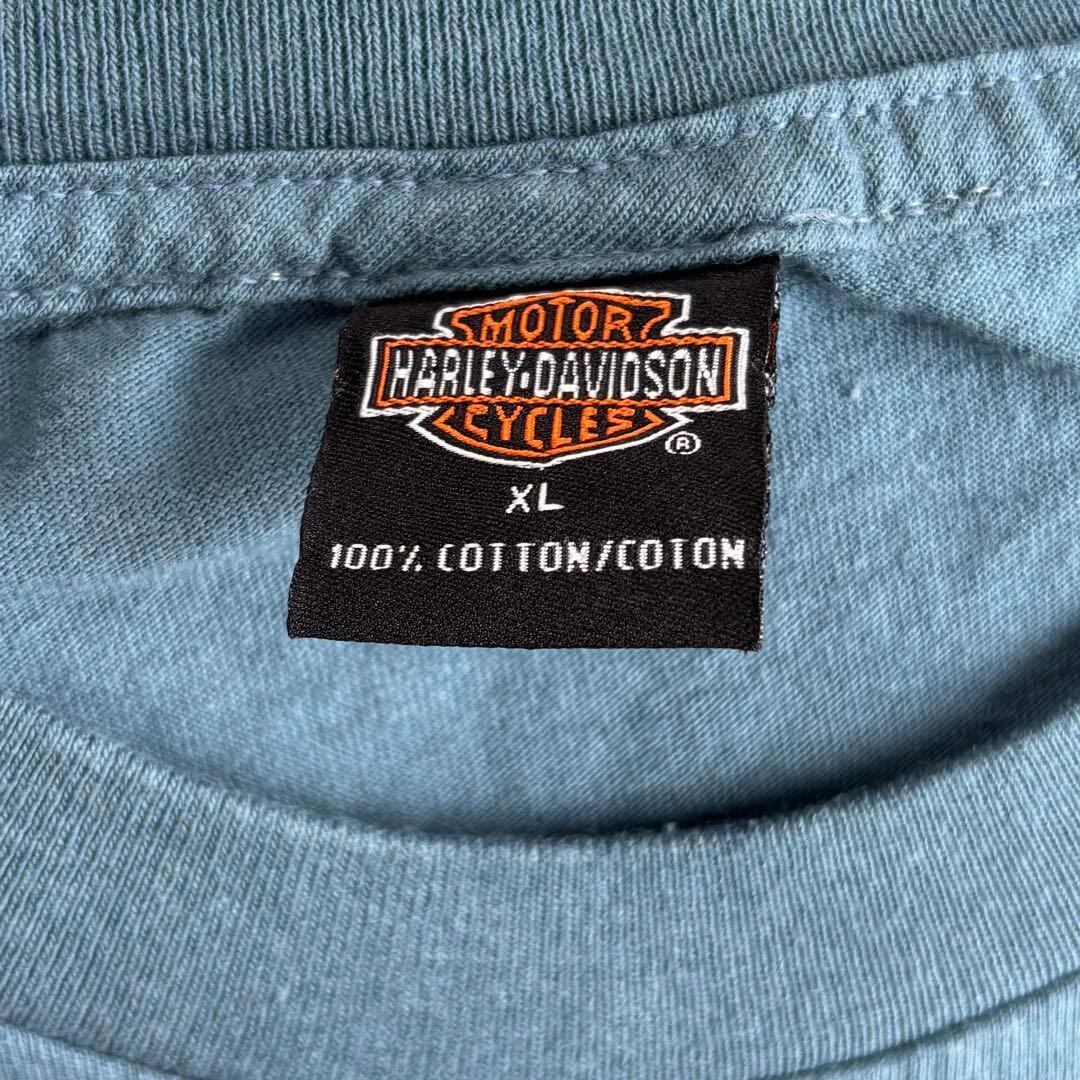 MOTOR
HARLEY-DAVIDSON
CYCLES
®
XL
100% COTTON/COTON